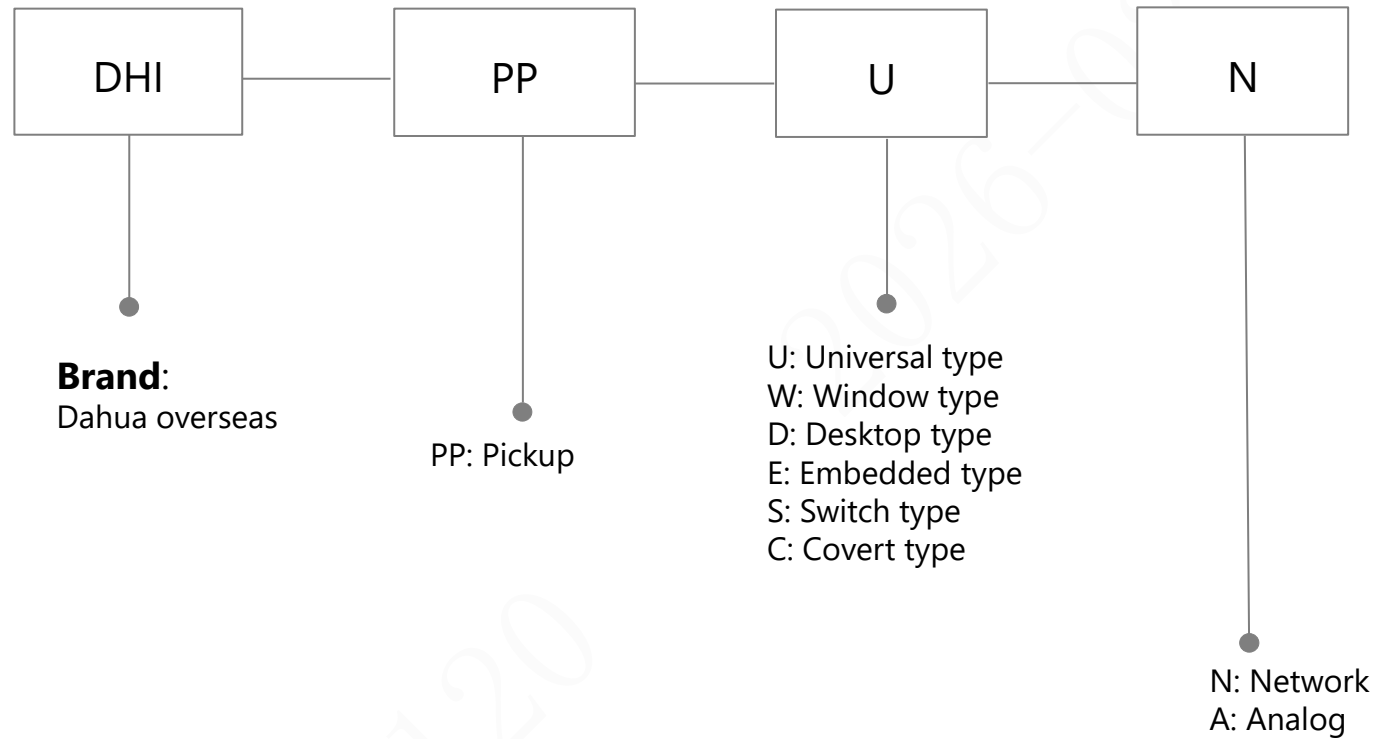 DHI
PP
U
N
Brand:
Dahua overseas
PP: Pickup
U: Universal type
W: Window type
D: Desktop type
E: Embedded type
S: Switch type
C: Covert type
N: Network
A: Analog